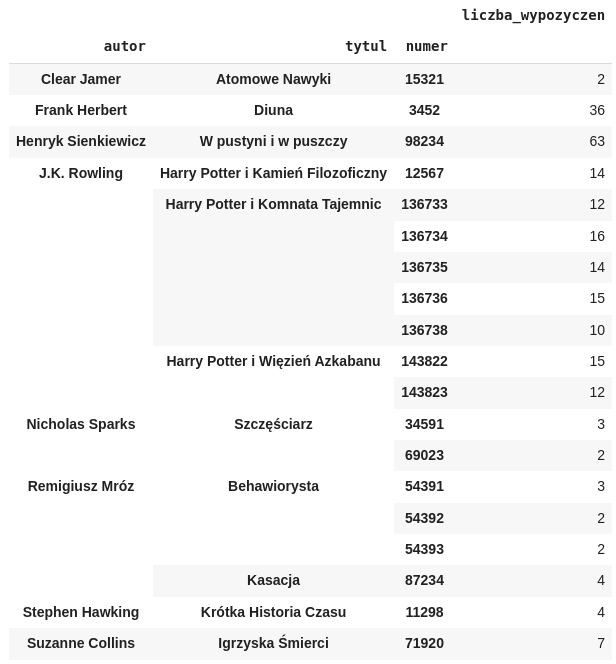 liczba_wypozyczen
autor tytul numer
Clear Jamer Atomowe Nawyki 15321 2
Frank Herbert Diuna 3452 36
Henryk Sienkiewicz W pustyni i w puszczy 98234 63
J.K. Rowling Harry Potter i Kamień Filozoficzny 12567 14
Harry Potter i Komnata Tajemnic 136733 12
136734 16
136735 14
136736 15
136738 10
Harry Potter i Więzień Azkabanu 143822 15
143823 12
Nicholas Sparks Szczęściarz 34591 3
69023 2
Remigiusz Mróz Behawiorysta 54391 3
54392 2
54393 2
Kasacja 87234 4
Stephen Hawking Krótka Historia Czasu 11298 4
Suzanne Collins Igrzyska Śmierci 71920 7